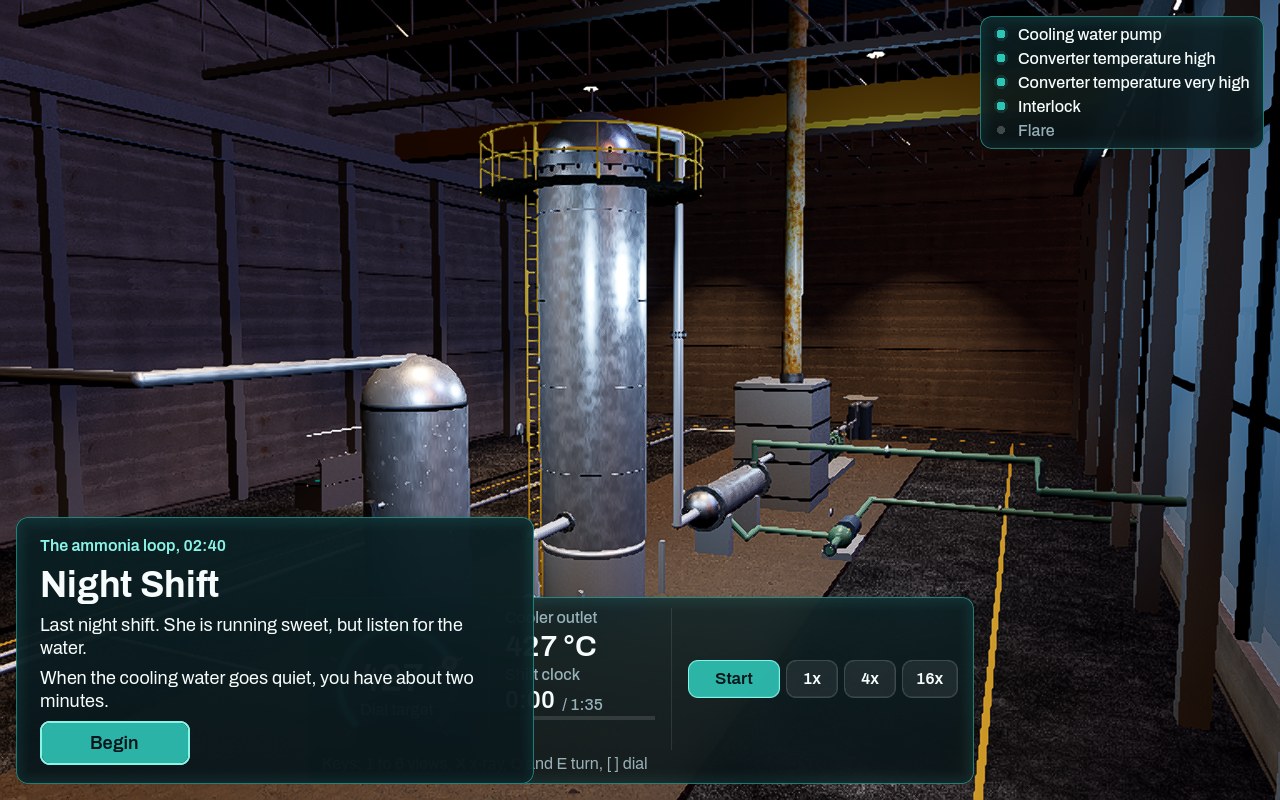 Cooling water pump
Converter temperature high
Converter temperature very high
Interlock
Flare
The ammonia loop, 02:40
Night Shift
Last night shift. She is running sweet, but listen for the
water.
When the cooling water goes quiet, you have about two
minutes.
Begin
outlet
427 °C
clock
/ 1:35
Start
1x
4x
16x
and E turn, [ ] dial